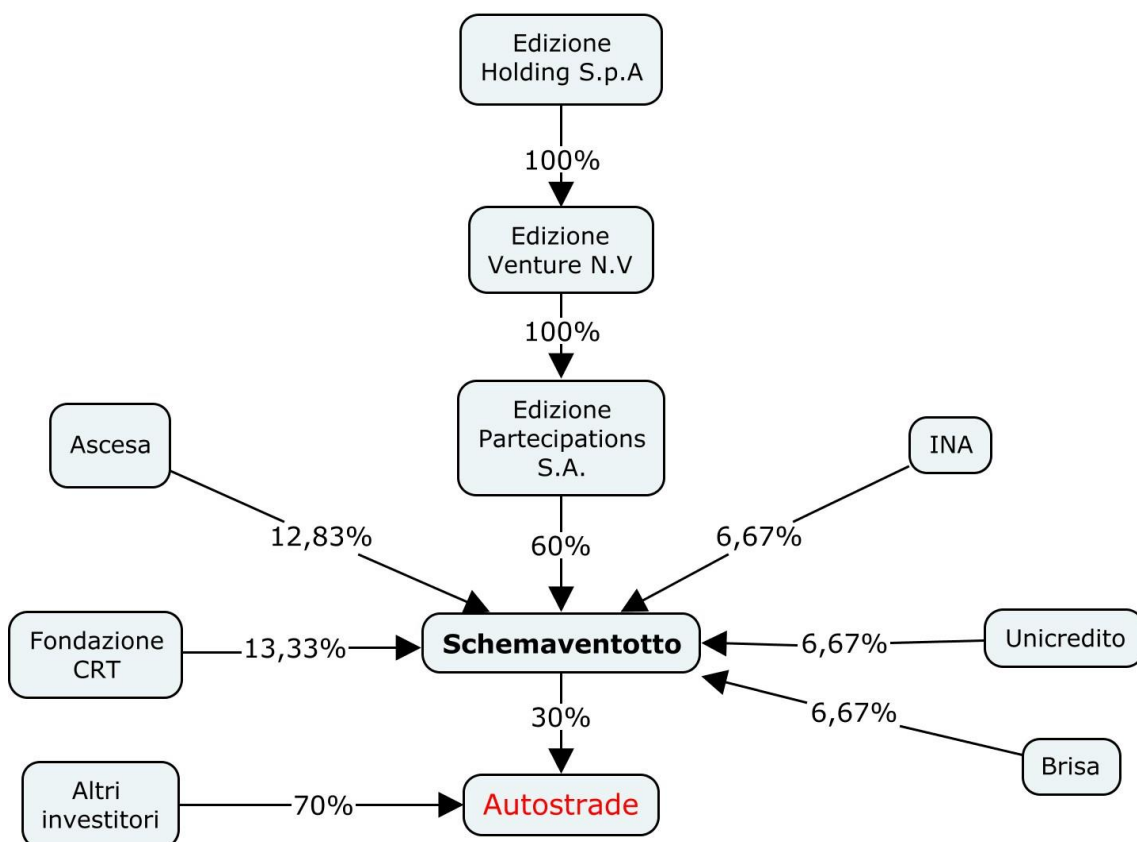 Edizione
Holding S.p.A
100%
Edizione
Venture N.V
100%
Edizione
Partecipations
S.A.
Ascesa
INA
12,83%
60%
6,67%
Fondazione
CRT
13,33%
Schemaventotto
6,67%
Unicredito
6,67%
30%
Brisa
Altri
investitori
70%
Autostrade